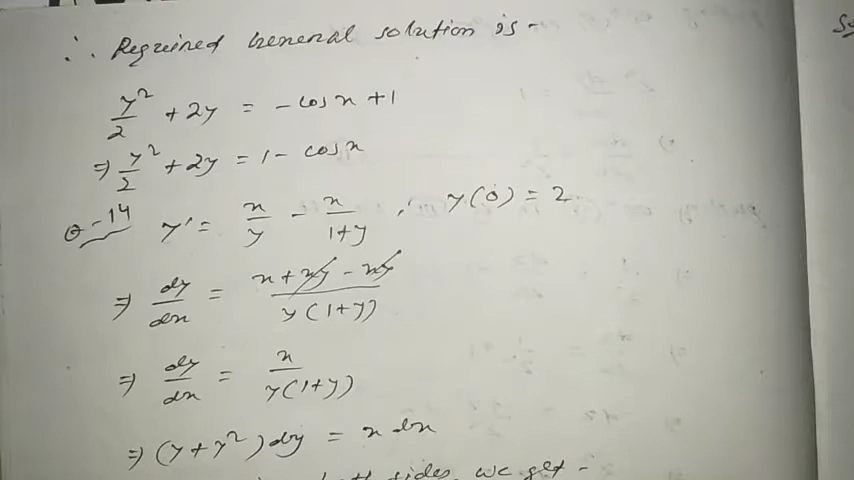 ∴ Required General solution is -
y²/2 + 2y = - cos x + 1
⇒ y²/2 + 2y = 1 - cos x
Q-14 y' = x/y - x/(1+y) , y(0) = 2
⇒ dy/dx = (x + xy - xy)/(y(1+y))
⇒ dy/dx = x/(y(1+y))
⇒ (y + y²) dy = x dx
both sides, we get -